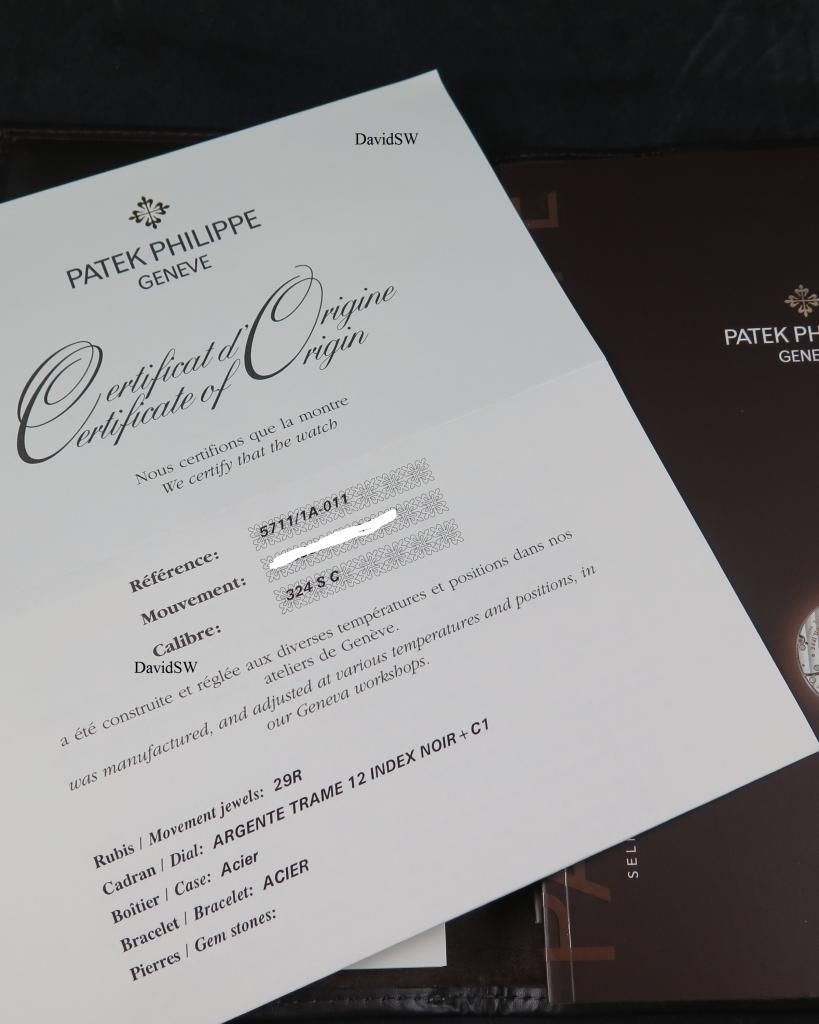 DavidSW
PATEK PHILIPPE
GENEVE
Certificat d'Origine
Certificate of Origin
Nous certifions que la montre
We certify that the watch
Référence: 5711/1A-011
Mouvement:
Calibre: 324 S C
DavidSW
a été construite et réglée aux diverses températures et positions dans nos
ateliers de Genève.
was manufactured, and adjusted at various temperatures and positions, in
our Geneva workshops.
Rubis | Movement jewels: 29R
Cadran | Dial: ARGENTE TRAME 12 INDEX NOIR+C1
Boîtier | Case: Acier
Bracelet | Bracelet: ACIER
Pierres | Gem stones:
PATEK PH
GENE
SEL